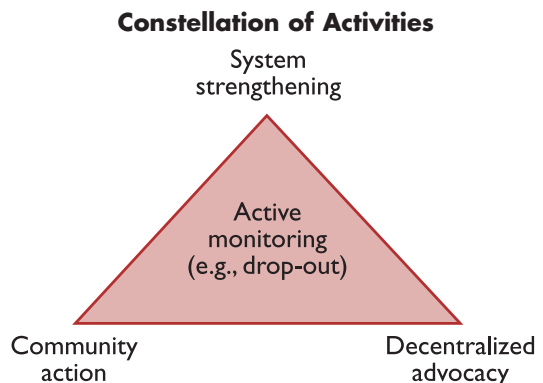 Constellation of Activities
System
strengthening
Active
monitoring
(e.g., drop-out)
Community
action
Decentralized
advocacy